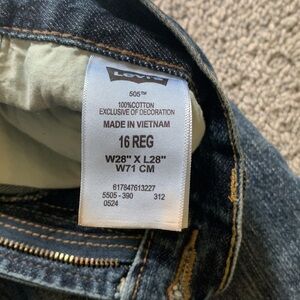 Levi's
505™
100%COTTON
EXCLUSIVE OF DECORATION
MADE IN VIETNAM
16 REG
W28" X L28"
W71 CM
617847613227
5505-390 312
0524